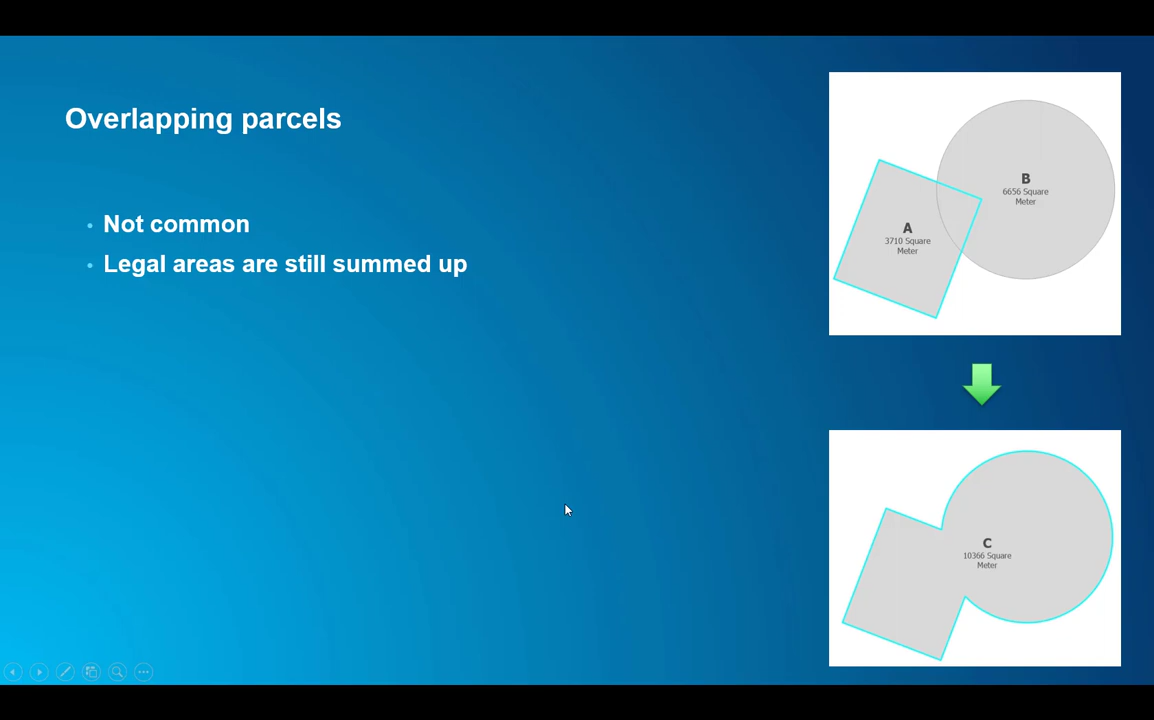 Overlapping parcels
• Not common
• Legal areas are still summed up
A
3710 Square
Meter
B
6656 Square
Meter
C
10366 Square
Meter